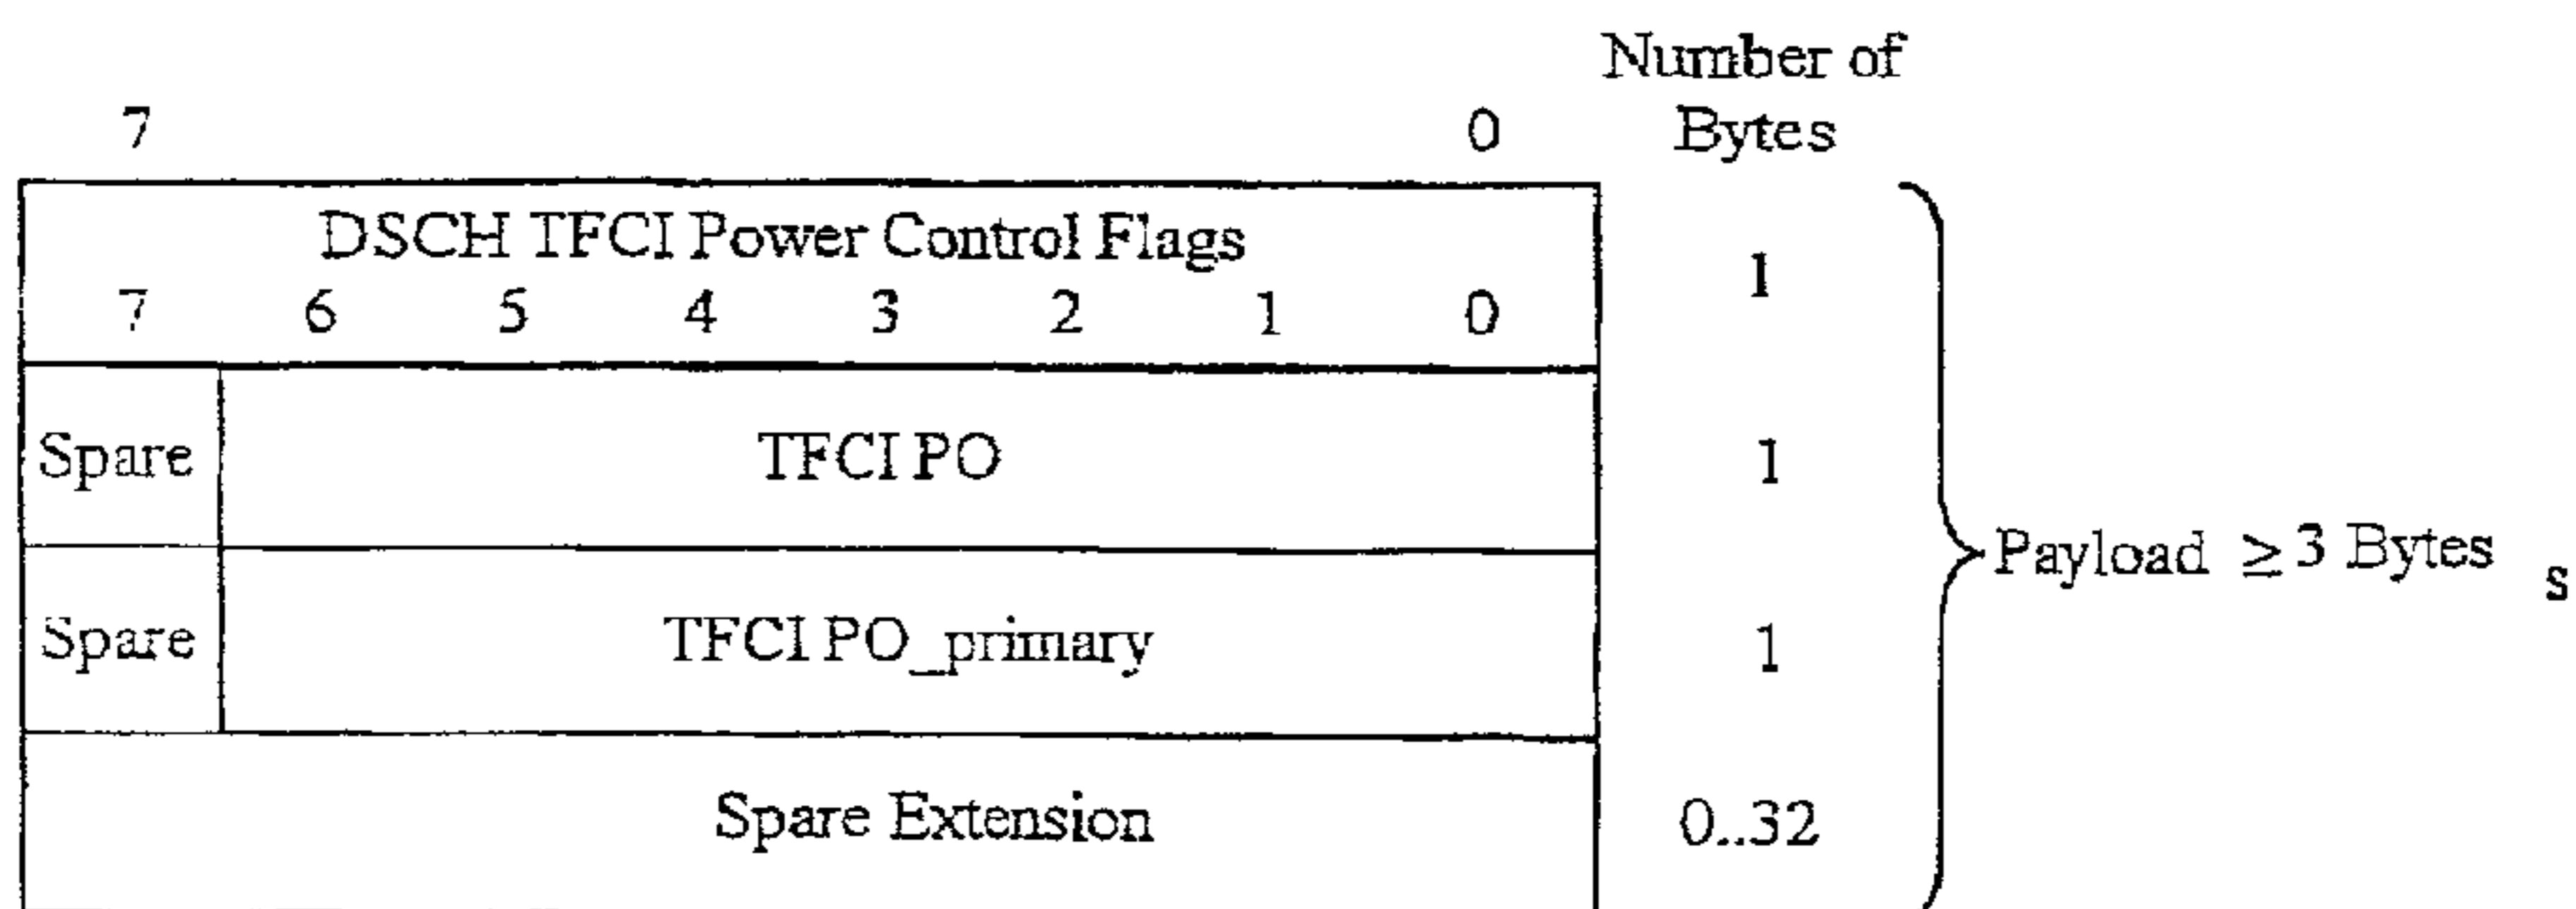 Number of
Bytes
7 0
DSCH TFCI Power Control Flags
7 6 5 4 3 2 1 0
1
Spare TFCI PO 1
Payload ≥ 3 Bytes s
Spare TFCI PO_primary 1
Spare Extension 0..32